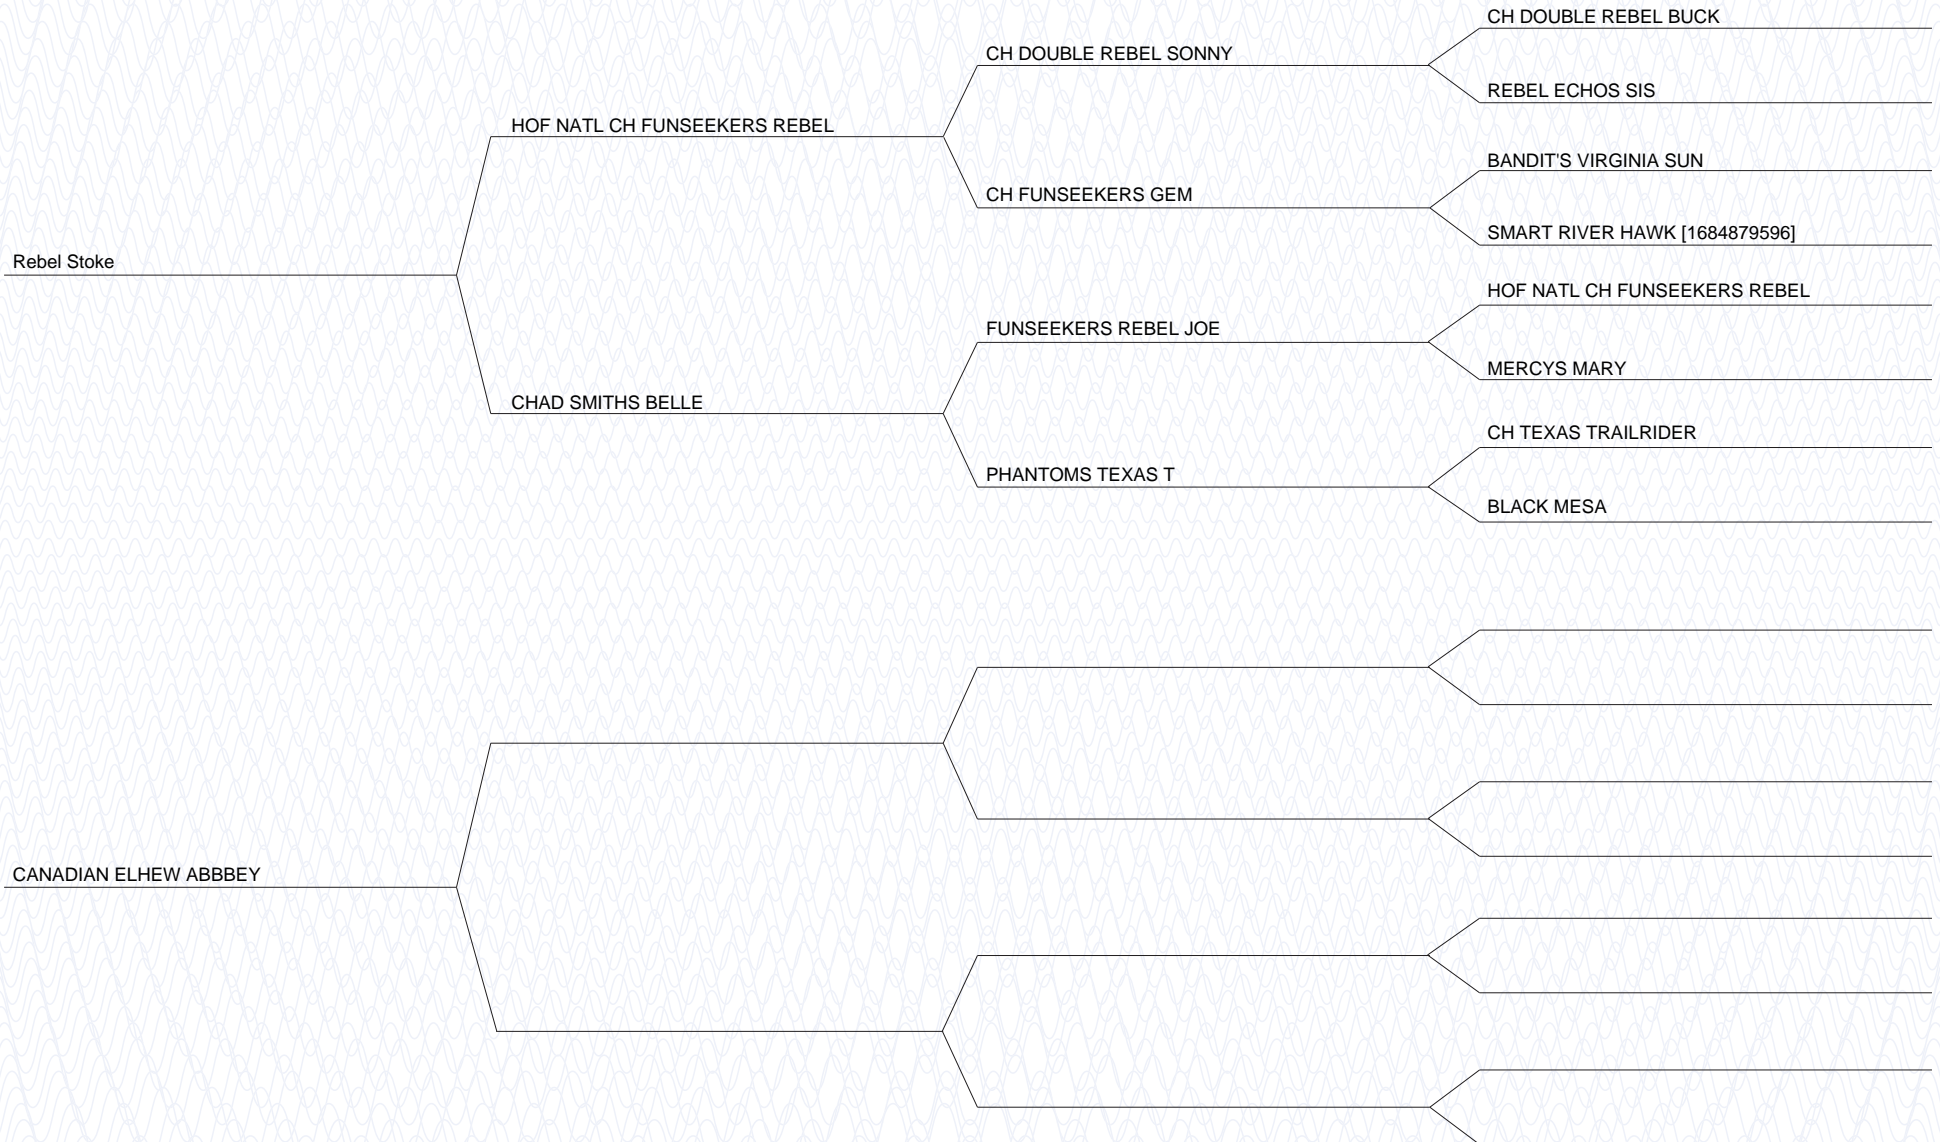 CH DOUBLE REBEL BUCK
CH DOUBLE REBEL SONNY
REBEL ECHOS SIS
HOF NATL CH FUNSEEKERS REBEL
BANDIT'S VIRGINIA SUN
CH FUNSEEKERS GEM
SMART RIVER HAWK [1684879596]
Rebel Stoke
HOF NATL CH FUNSEEKERS REBEL
FUNSEEKERS REBEL JOE
MERCYS MARY
CHAD SMITHS BELLE
CH TEXAS TRAILRIDER
PHANTOMS TEXAS T
BLACK MESA
CANADIAN ELHEW ABBBEY